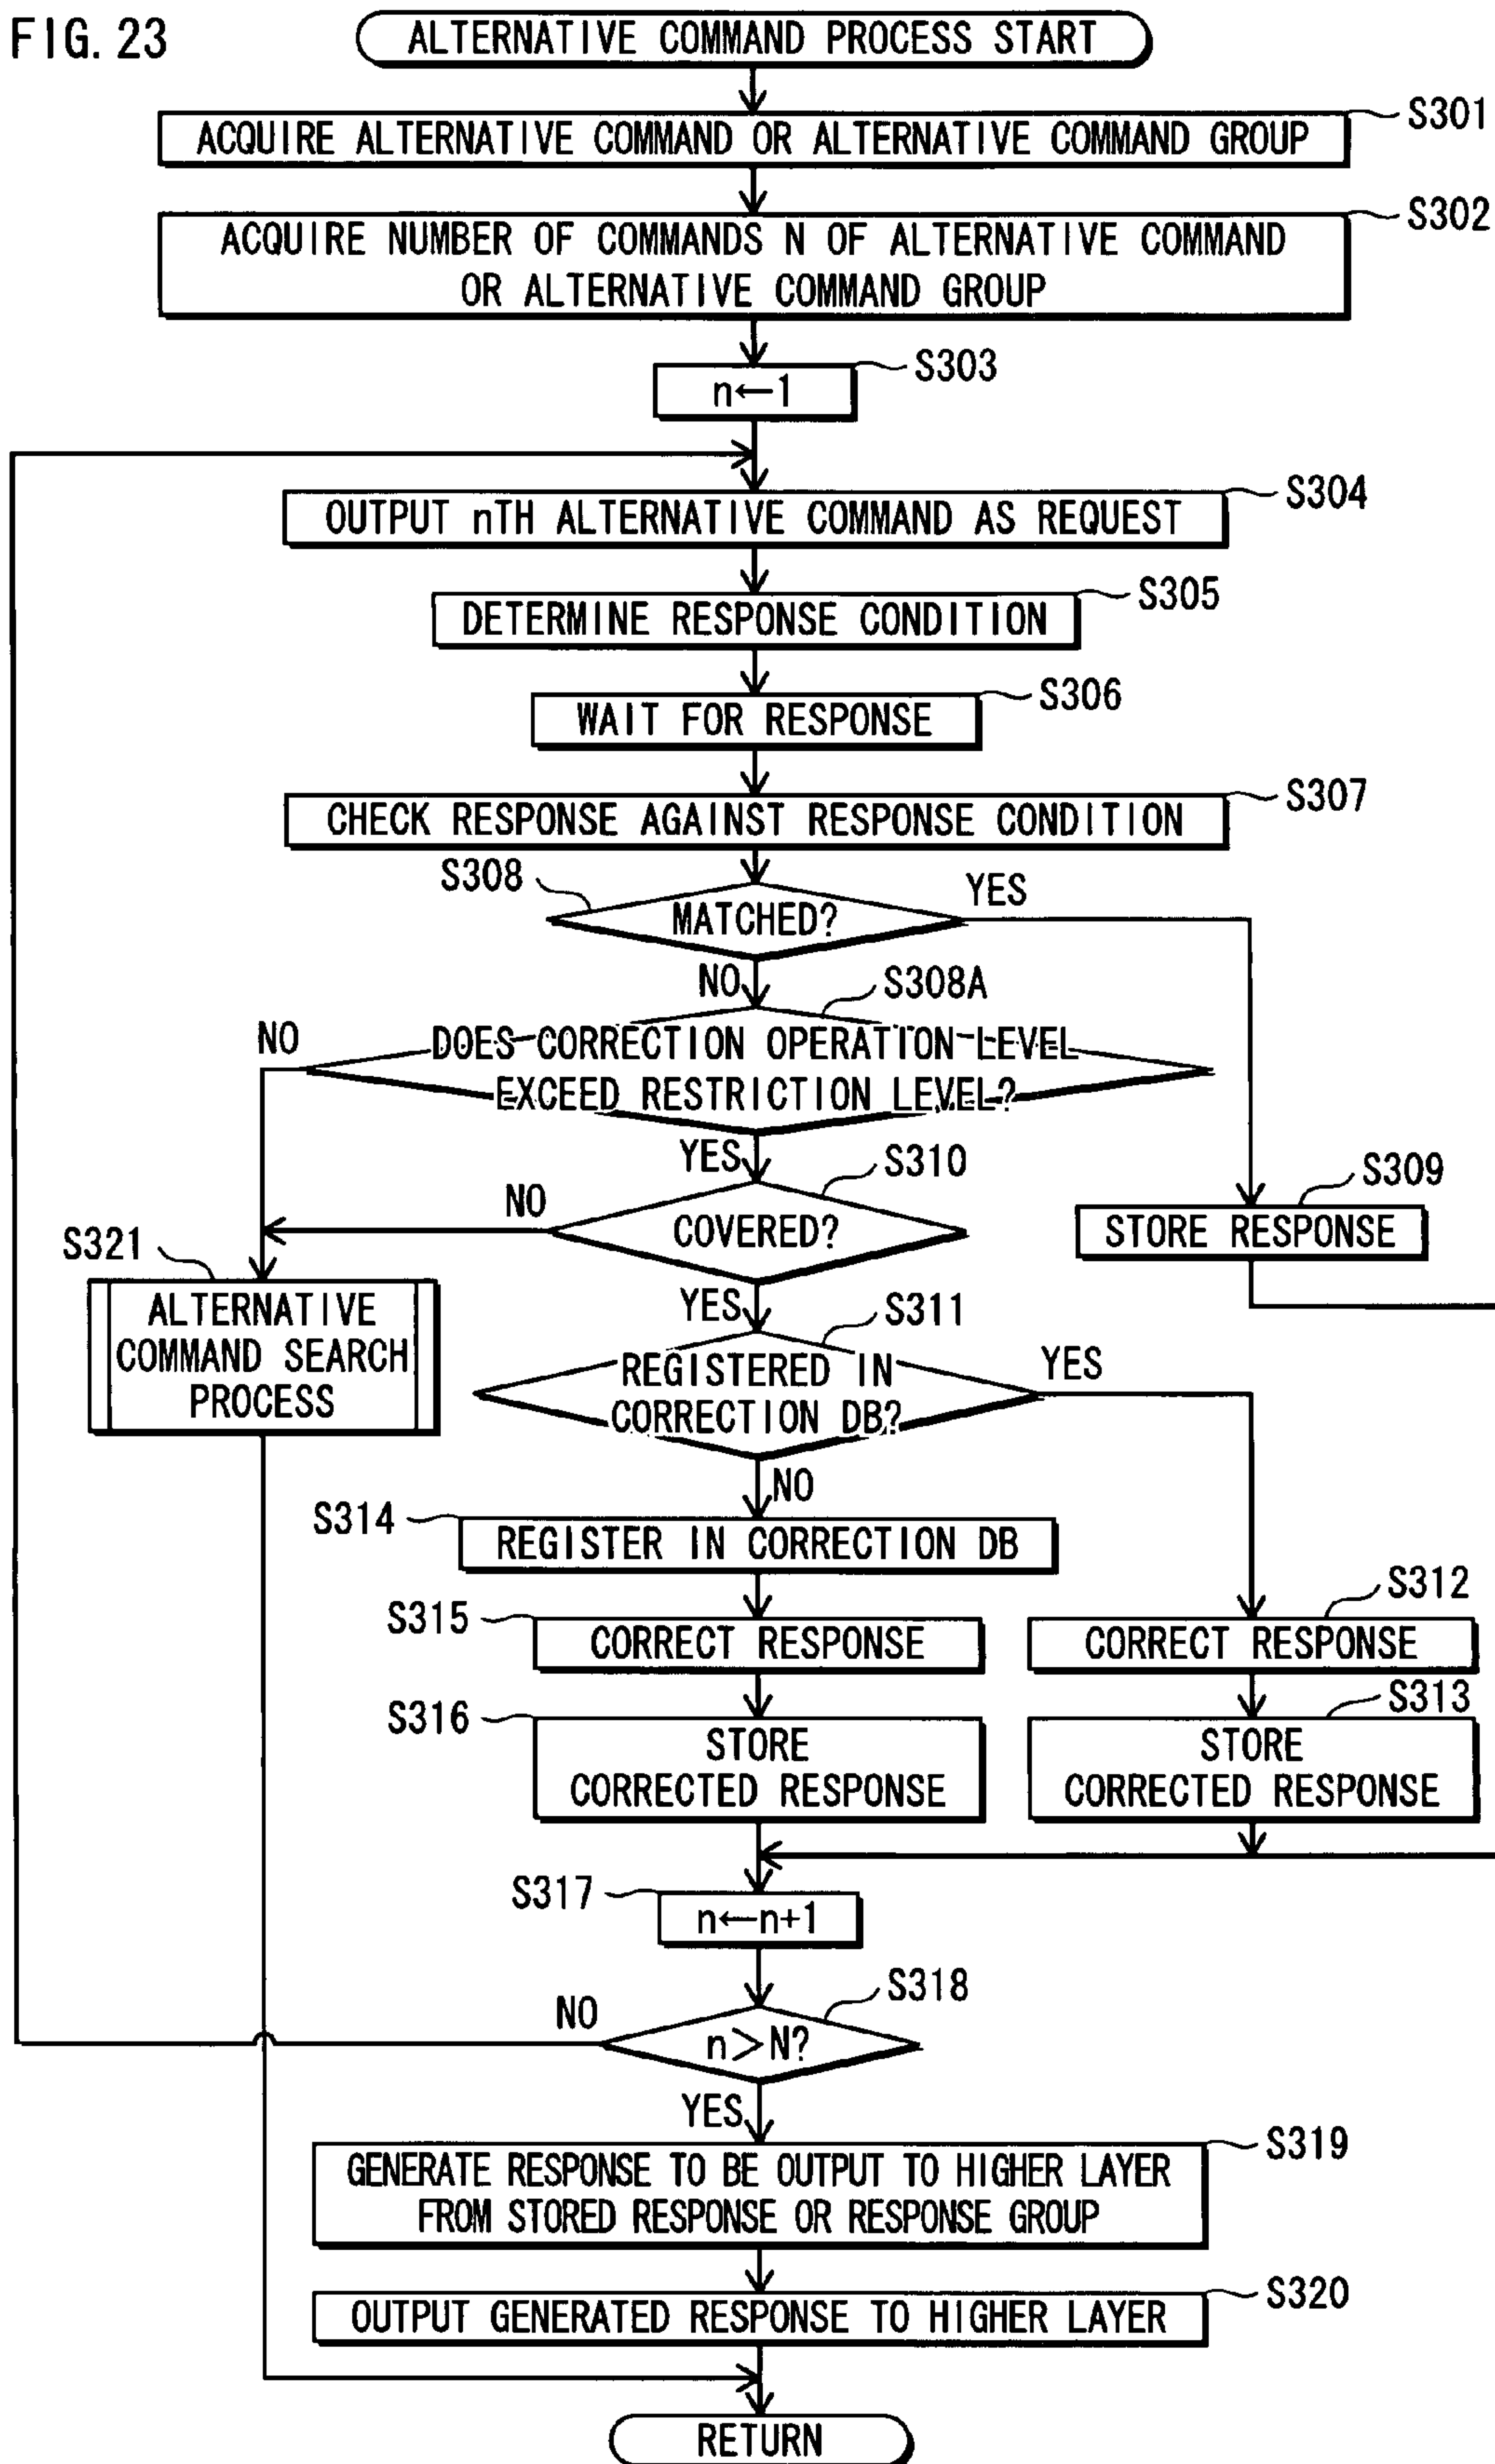 FIG. 23
ALTERNATIVE COMMAND PROCESS START
S301
ACQUIRE ALTERNATIVE COMMAND OR ALTERNATIVE COMMAND GROUP
S302
ACQUIRE NUMBER OF COMMANDS N OF ALTERNATIVE COMMAND
OR ALTERNATIVE COMMAND GROUP
S303
n←1
S304
OUTPUT nTH ALTERNATIVE COMMAND AS REQUEST
S305
DETERMINE RESPONSE CONDITION
S306
WAIT FOR RESPONSE
S307
CHECK RESPONSE AGAINST RESPONSE CONDITION
S308
YES
MATCHED?
NO
S308A
NO
DOES CORRECTION OPERATION LEVEL
EXCEED RESTRICTION LEVEL?
YES
S310
S309
NO
COVERED?
STORE RESPONSE
S321
YES
S311
ALTERNATIVE
COMMAND SEARCH
PROCESS
REGISTERED IN
CORRECTION DB?
YES
NO
S314
REGISTER IN CORRECTION DB
S312
S315
CORRECT RESPONSE
CORRECT RESPONSE
S313
S316
STORE
CORRECTED RESPONSE
STORE
CORRECTED RESPONSE
S317
n←n+1
S318
NO
n>N?
YES
S319
GENERATE RESPONSE TO BE OUTPUT TO HIGHER LAYER
FROM STORED RESPONSE OR RESPONSE GROUP
S320
OUTPUT GENERATED RESPONSE TO HIGHER LAYER
RETURN